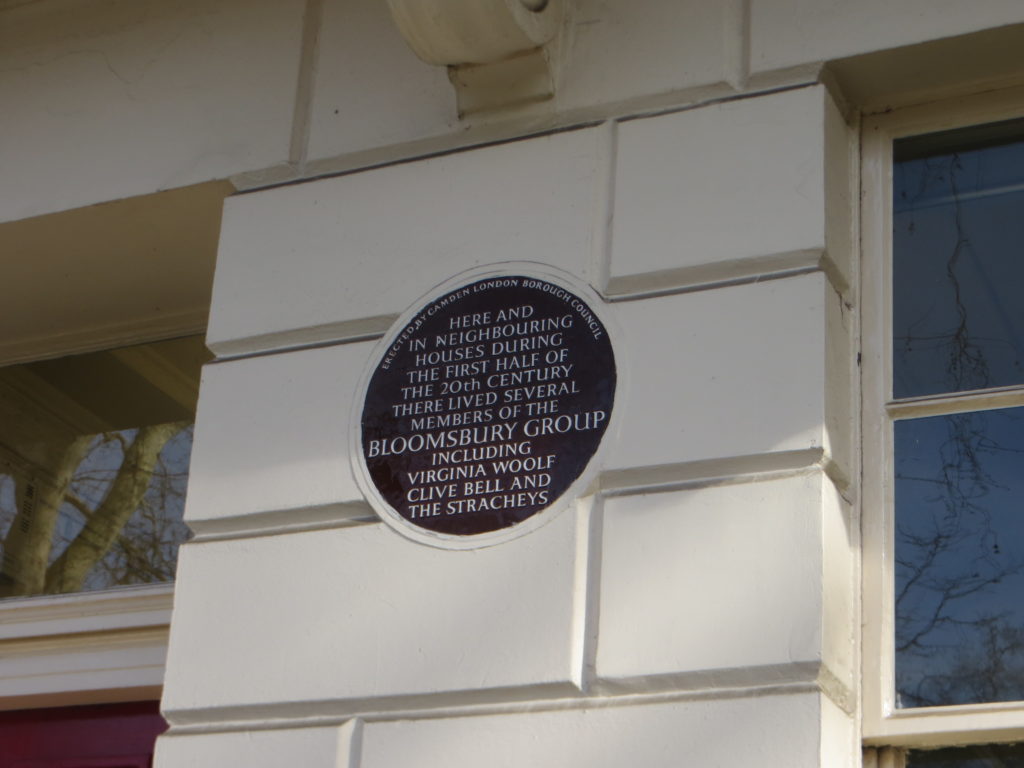 ERECTED BY CAMDEN LONDON BOROUGH COUNCIL
HERE AND
IN NEIGHBOURING
HOUSES DURING
THE FIRST HALF OF
THE 20th CENTURY
THERE LIVED SEVERAL
MEMBERS OF THE
BLOOMSBURY GROUP
INCLUDING
VIRGINIA WOOLF
CLIVE BELL AND
THE STRACHEYS